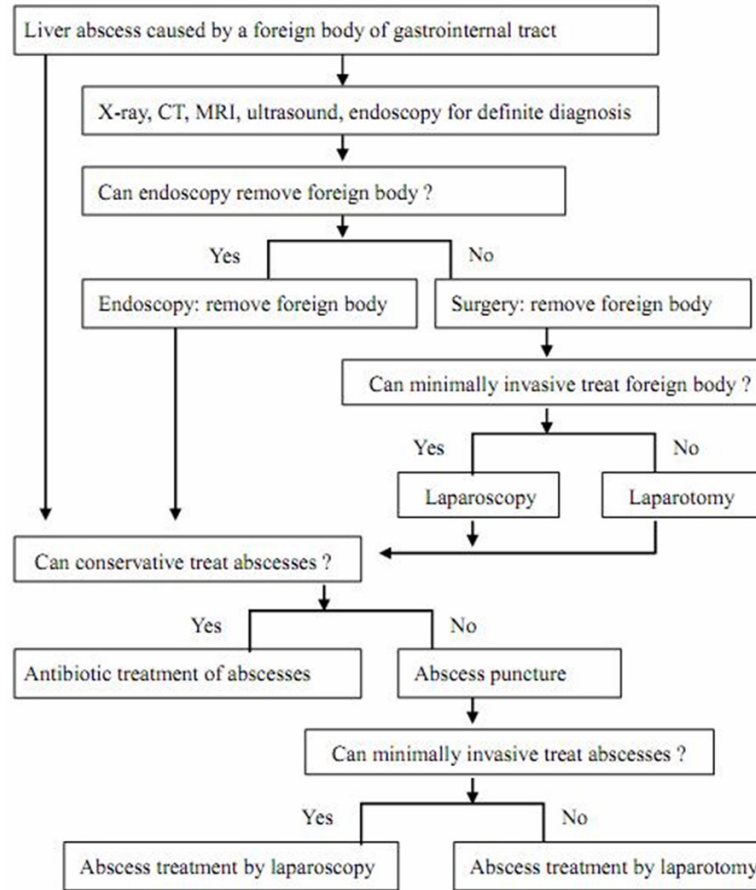 Liver abscess caused by a foreign body of gastrointernal tract
X-ray, CT, MRI, ultrasound, endoscopy for definite diagnosis
Can endoscopy remove foreign body ?
Yes
No
Endoscopy: remove foreign body
Surgery: remove foreign body
Can minimally invasive treat foreign body ?
Yes
No
Laparoscopy
Laparotomy
Can conservative treat abscesses ?
Yes
No
Antibiotic treatment of abscesses
Abscess puncture
Can minimally invasive treat abscesses ?
Yes
No
Abscess treatment by laparoscopy
Abscess treatment by laparotomy